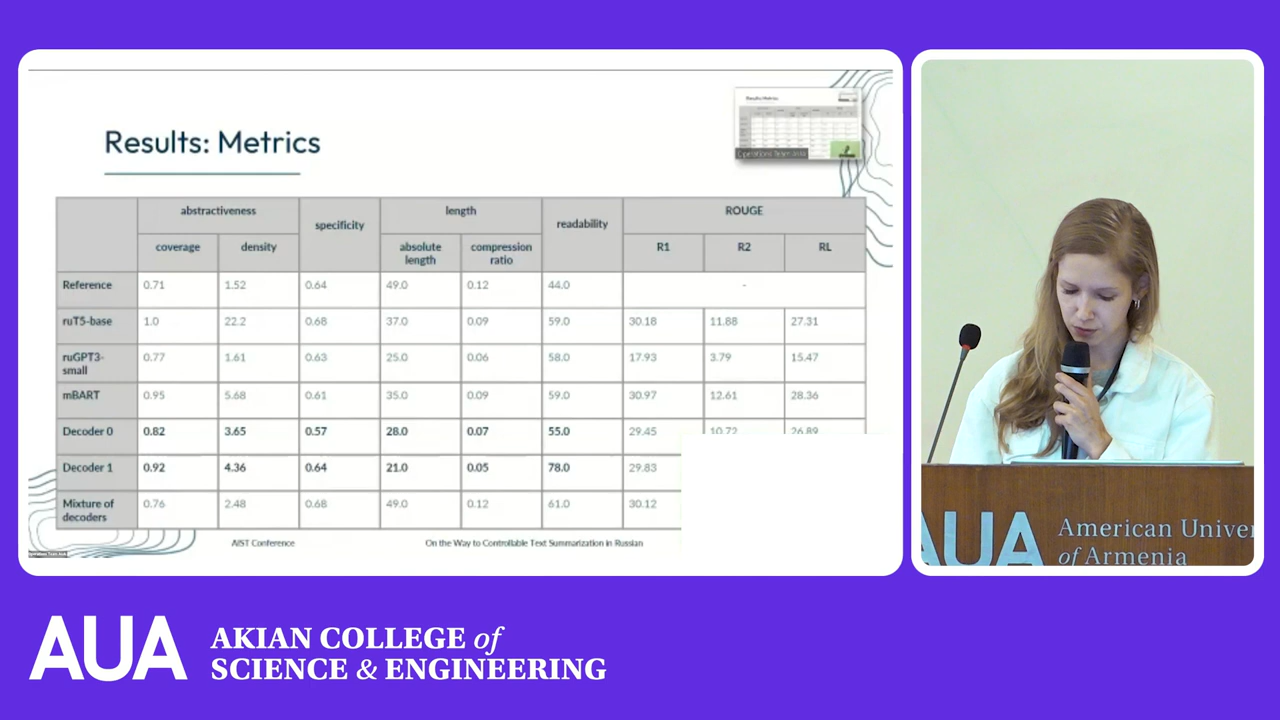 Results: Metrics
abstractiveness specificity length readability ROUGE
coverage density absolute length compression ratio R1 R2 RL
Reference 0.71 1.52 0.64 49.0 0.12 44.0 -
ruT5-base 1.0 22.2 0.68 37.0 0.09 59.0 30.18 11.88 27.31
ruGPT3-small 0.77 1.61 0.63 25.0 0.06 58.0 17.93 3.79 15.47
mBART 0.95 5.68 0.61 35.0 0.09 59.0 30.97 12.61 28.36
Decoder 0 0.82 3.65 0.57 28.0 0.07 55.0 29.45 10.72 26.89
Decoder 1 0.92 4.36 0.64 21.0 0.05 78.0 29.83
Mixture of decoders 0.76 2.48 0.68 49.0 0.12 61.0 30.12
AIST Conference
On the Way to Controllable Text Summarization in Russian
AUA
American Univer
of Armenia
AUA
AKIAN COLLEGE of
SCIENCE & ENGINEERING